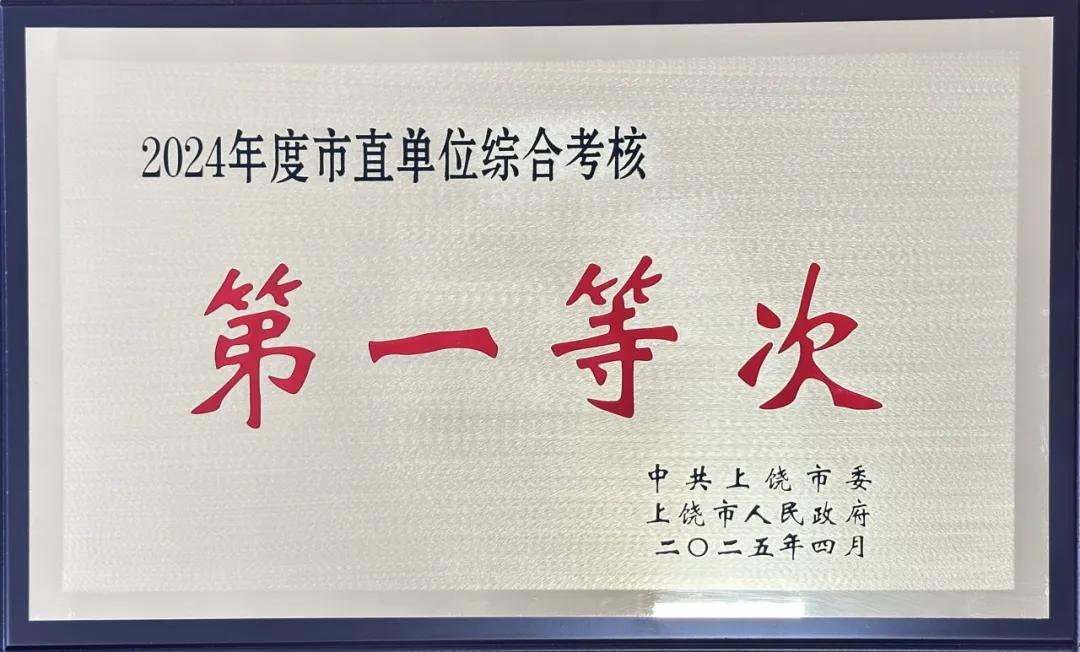 2024年度市直单位综合考核
第一等次
中共上饶市委
上饶市人民政府
二〇二五年四月